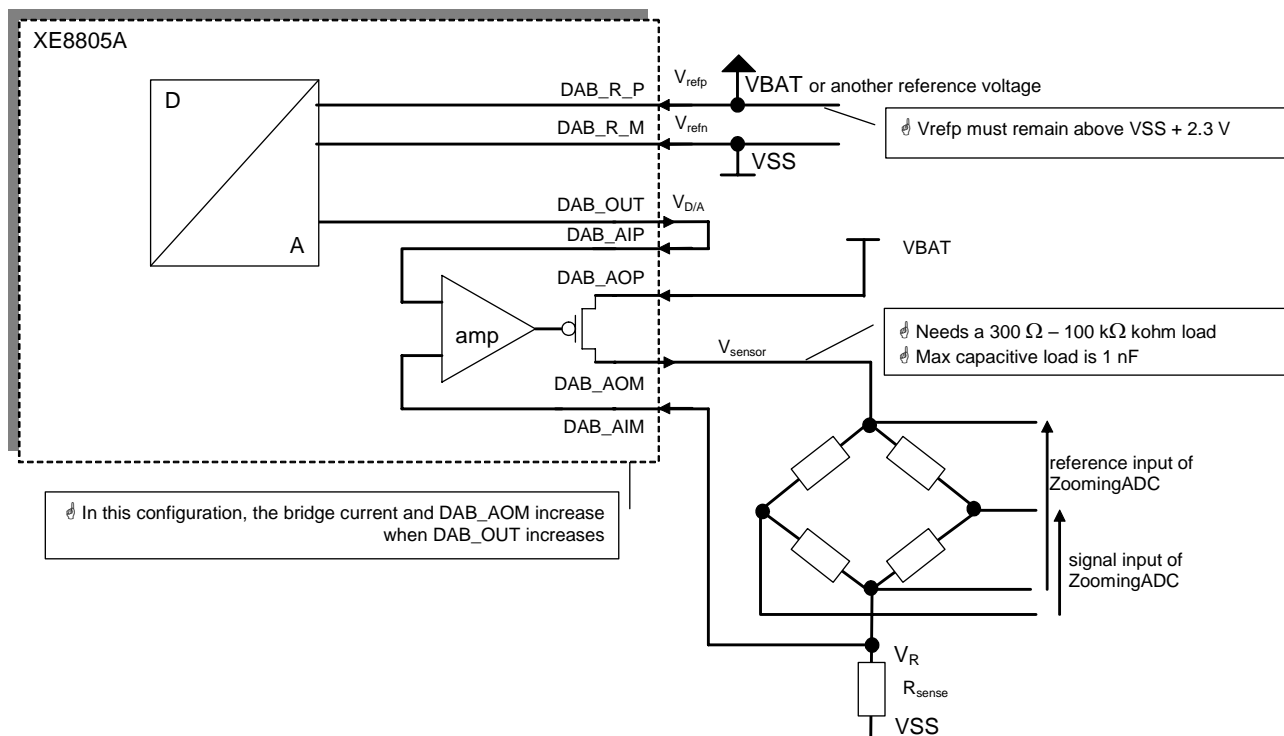 XE8805A
D
A
DAB_R_P
Vrefp
VBAT or another reference voltage
DAB_R_M
Vrefn
VSS
☝ Vrefp must remain above VSS + 2.3 V
DAB_OUT
VD/A
DAB_AIP
DAB_AOP
VBAT
amp
Vsensor
DAB_AOM
DAB_AIM
☝ Needs a 300 Ω – 100 kΩ kohm load
☝ Max capacitive load is 1 nF
☝ In this configuration, the bridge current and DAB_AOM increase
when DAB_OUT increases
reference input of
ZoomingADC
signal input of
ZoomingADC
VR
Rsense
VSS